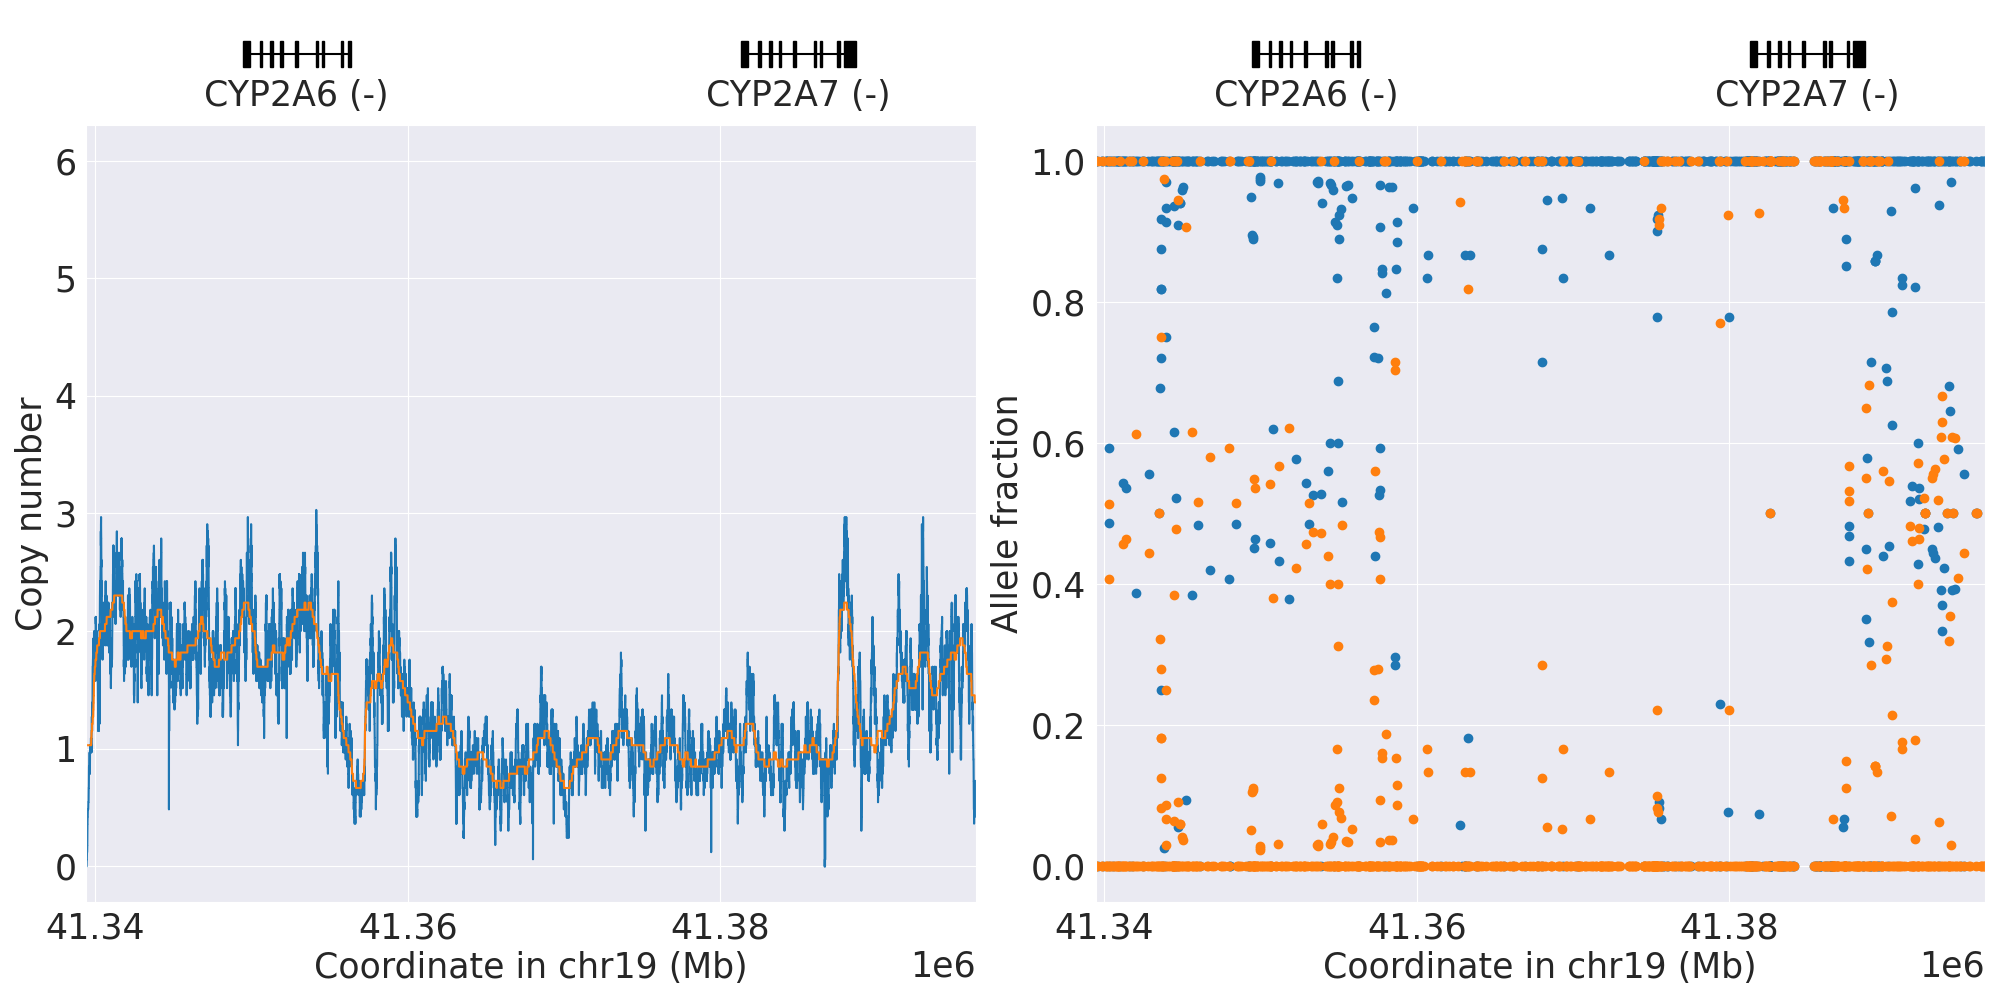 CYP2A6 (-)
CYP2A7 (-)
6
5
4
3
2
1
0
Copy number
41.34
41.36
41.38
Coordinate in chr19 (Mb)
1e6
CYP2A6 (-)
CYP2A7 (-)
1.0
0.8
0.6
0.4
0.2
0.0
Allele fraction
41.34
41.36
41.38
Coordinate in chr19 (Mb)
1e6